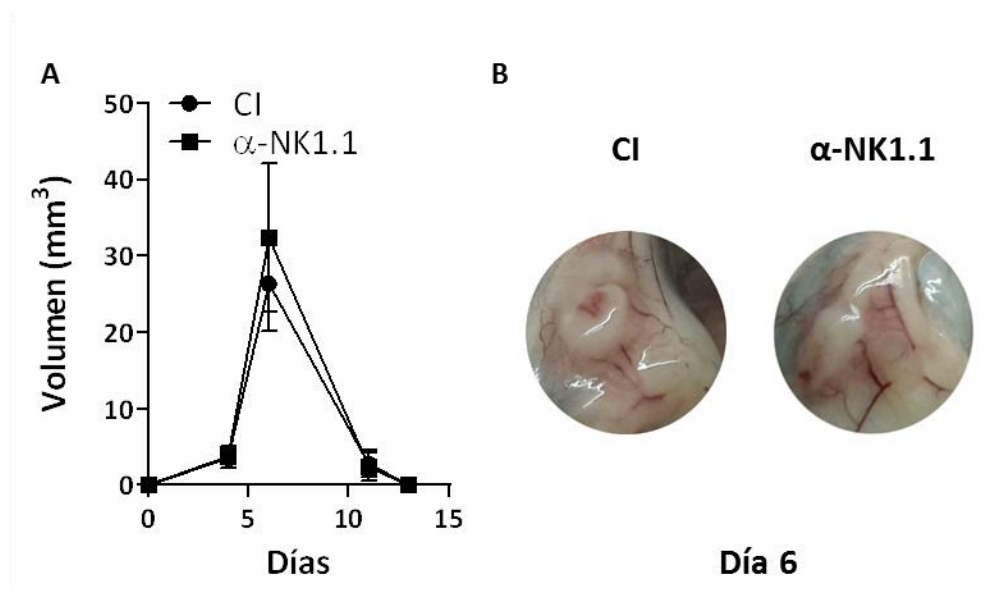 A
CI
α-NK1.1
50
40
30
20
10
0
Volumen (mm³)
0 5 10 15
Días
B
CI α-NK1.1
Día 6